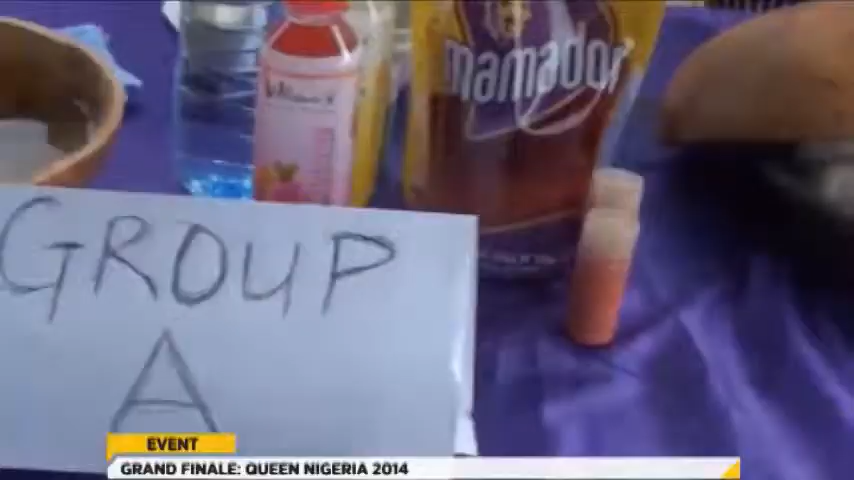 mamador
GROUP
A
EVENT
GRAND FINALE: QUEEN NIGERIA 2014